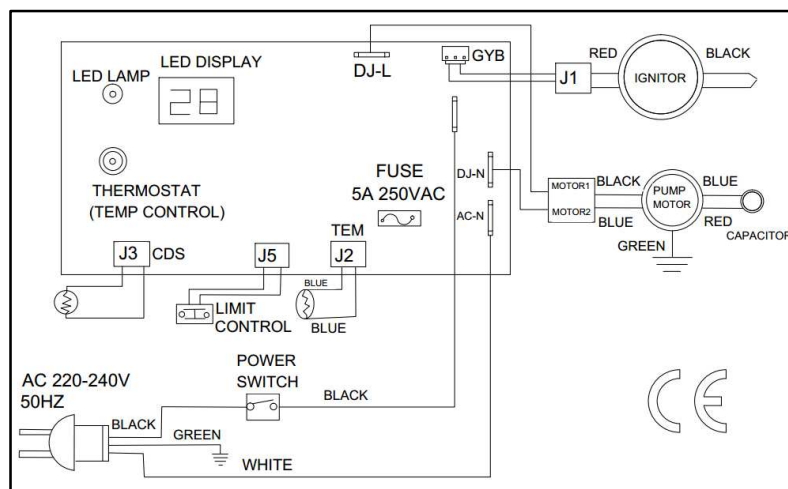 LED DISPLAY
LED LAMP
28
DJ-L
GYB
J1
RED
BLACK
IGNITOR
THERMOSTAT
(TEMP CONTROL)
FUSE
5A 250VAC
DJ-N
AC-N
MOTOR1
MOTOR2
BLACK
BLUE
PUMP
MOTOR
BLUE
RED
CAPACITOR
GREEN
J3
CDS
J5
TEM
J2
BLUE
BLUE
LIMIT
CONTROL
POWER
SWITCH
BLACK
AC 220-240V
50HZ
BLACK
GREEN
WHITE
CE